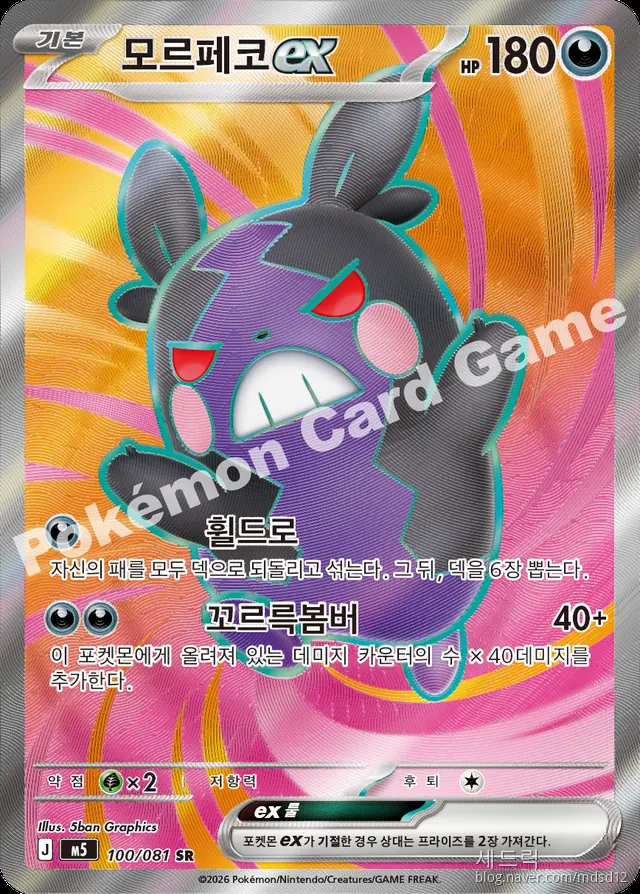 기본
모르페코ex
HP 180
Pokémon Card Game
휠드로
자신의 패를 모두 덱으로 되돌리고 섞는다. 그 뒤, 덱을 6장 뽑는다.
꼬르륵봄버 40+
이 포켓몬에게 올려져 있는 데미지 카운터의 수 ×40데미지를
추가한다.
약점 ×2 저항력 후퇴
ex 룰
포켓몬 ex가 기절한 경우 상대는 프라이즈를 2장 가져간다.
Illus. 5ban Graphics
J m5 100/081 SR
세드릭
blog.naver.com/mdsd12
©2026 Pokémon/Nintendo/Creatures/GAME FREAK.